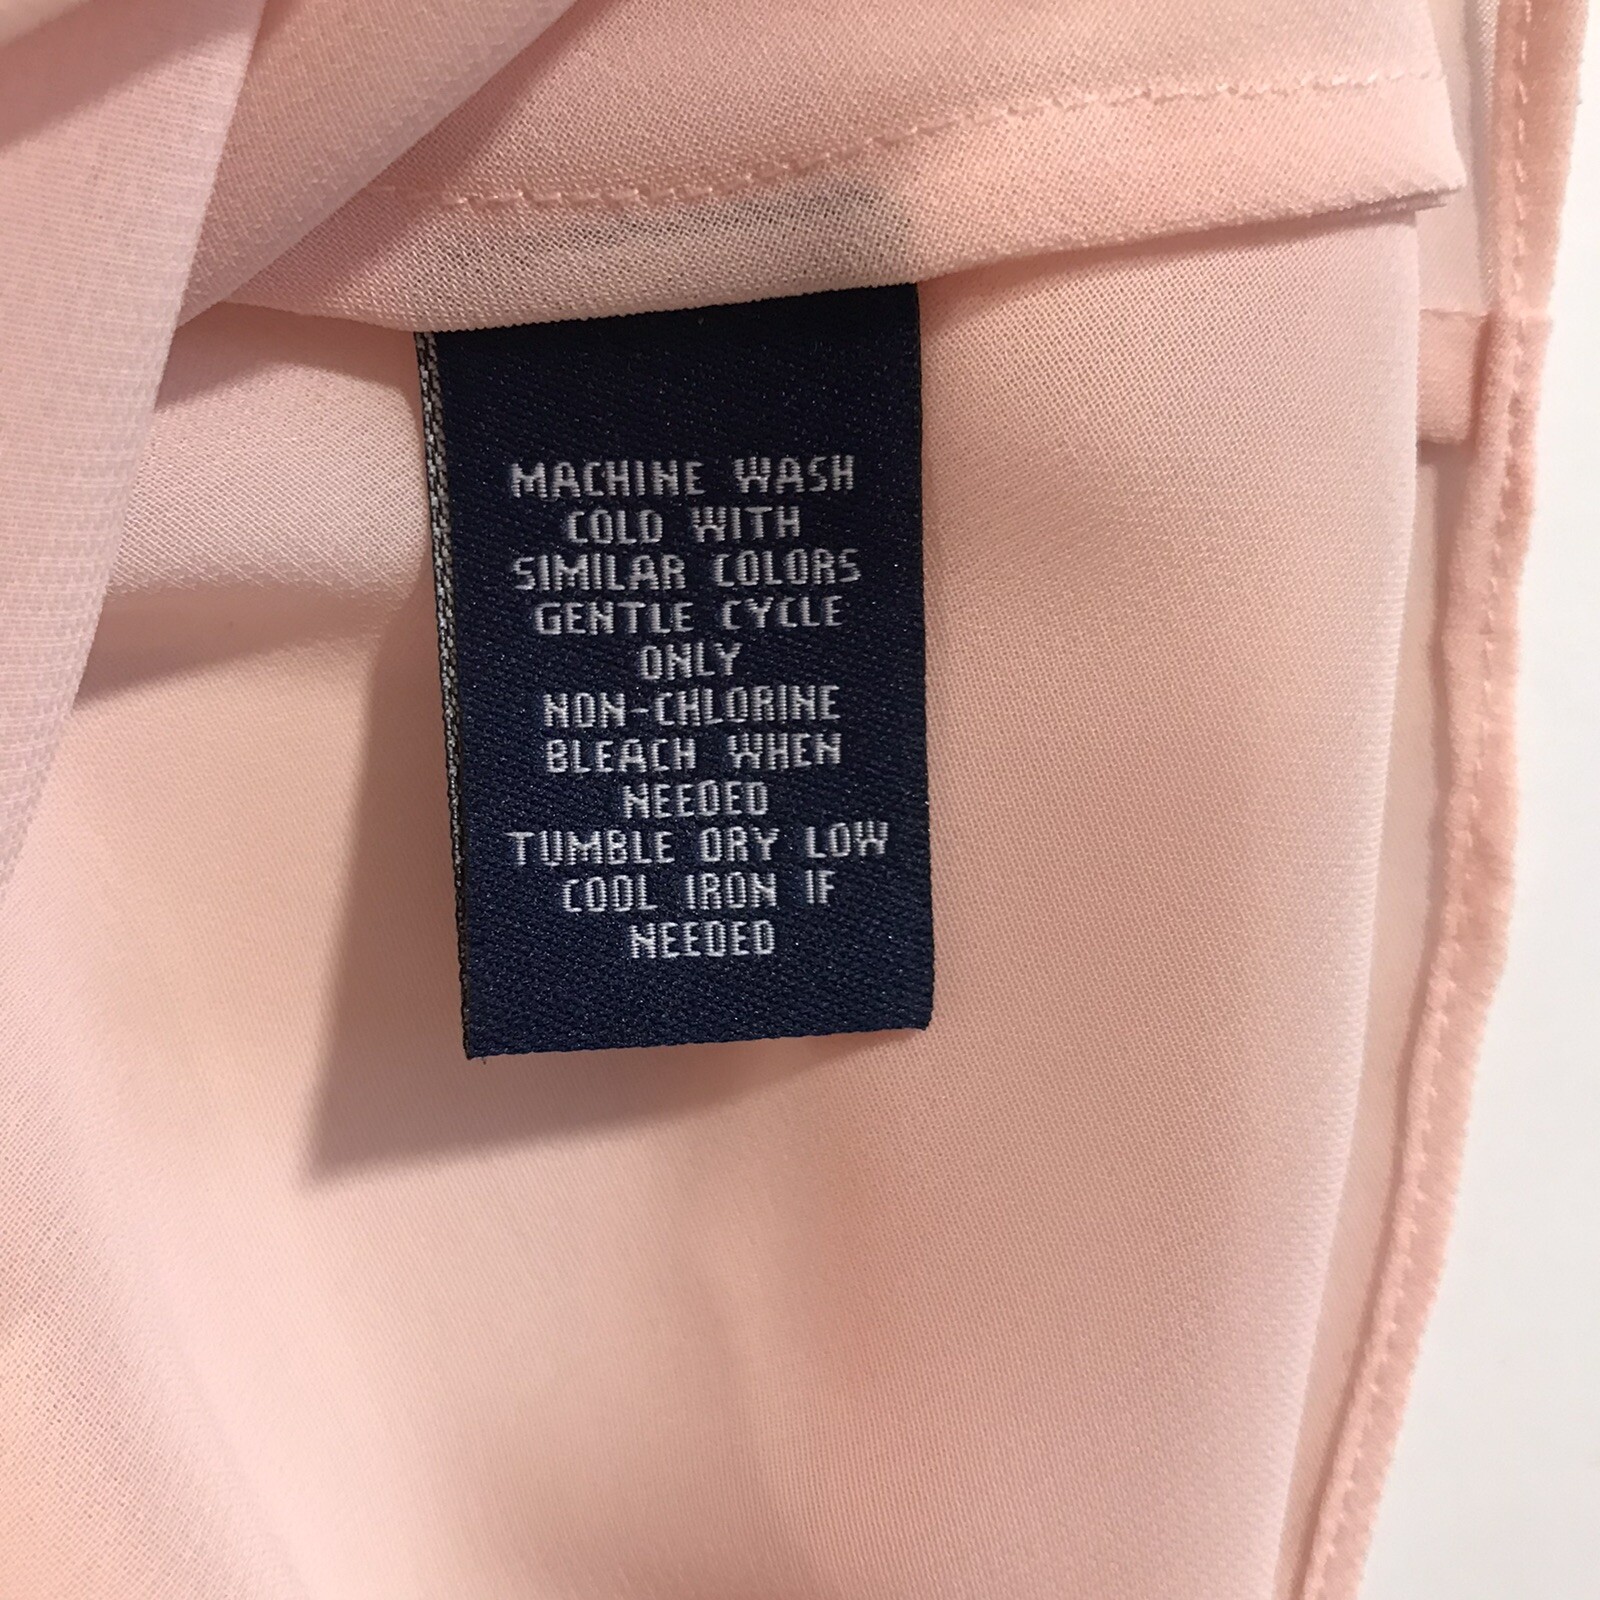 MACHINE WASH
COLD WITH
SIMILAR COLORS
GENTLE CYCLE
ONLY
NON-CHLORINE
BLEACH WHEN
NEEDED
TUMBLE DRY LOW
COOL IRON IF
NEEDED